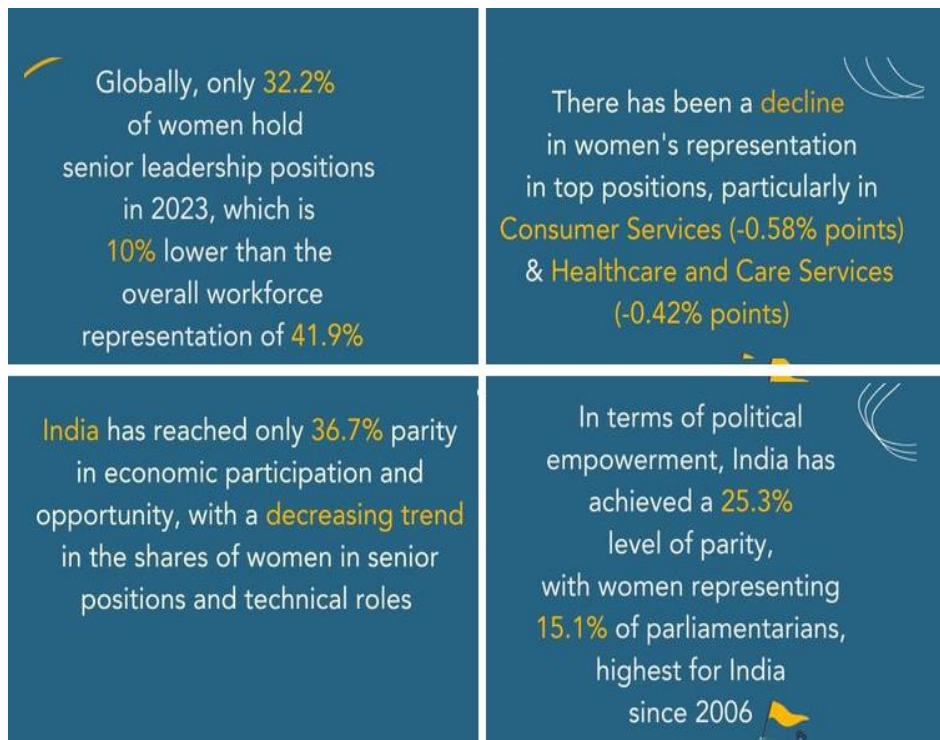 Globally, only 32.2%
of women hold
senior leadership positions
in 2023, which is
10% lower than the
overall workforce
representation of 41.9%
There has been a decline
in women's representation
in top positions, particularly in
Consumer Services (-0.58% points)
& Healthcare and Care Services
(-0.42% points)
India has reached only 36.7% parity
in economic participation and
opportunity, with a decreasing trend
in the shares of women in senior
positions and technical roles
In terms of political
empowerment, India has
achieved a 25.3%
level of parity,
with women representing
15.1% of parliamentarians,
highest for India
since 2006